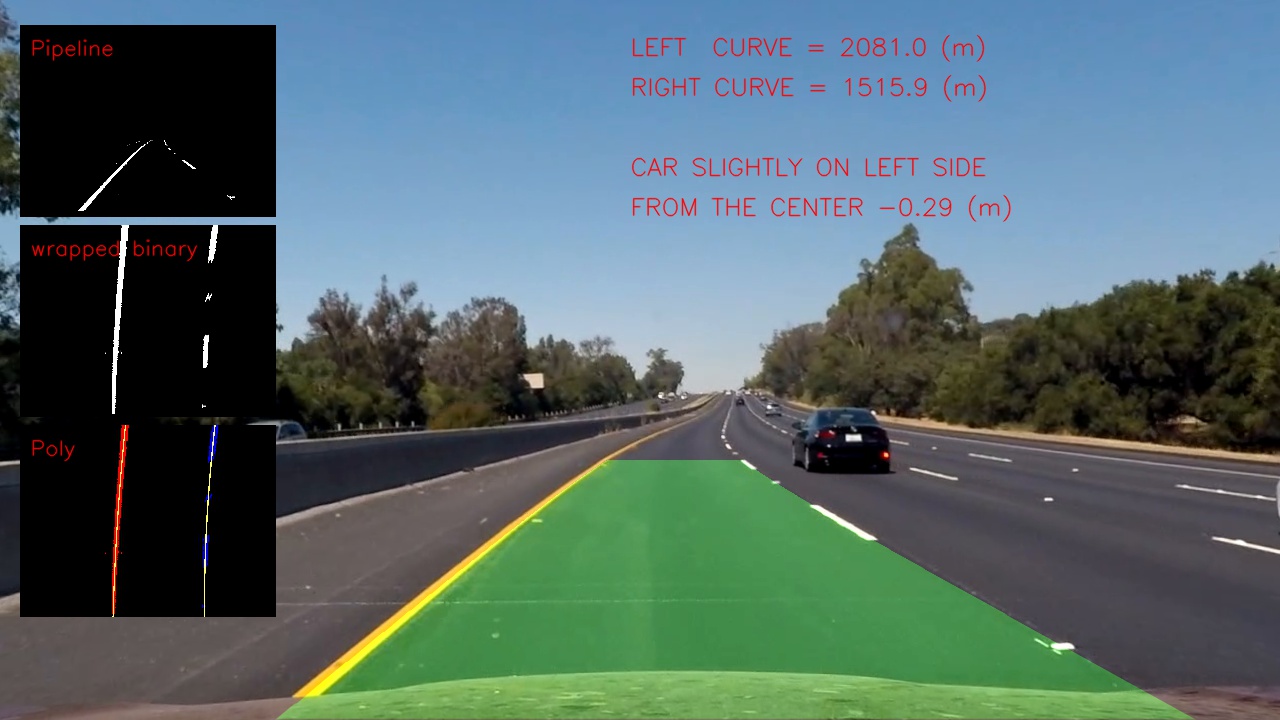 Pipeline
wrapped binary
Poly
LEFT CURVE = 2081.0 (m)
RIGHT CURVE = 1515.9 (m)
CAR SLIGHTLY ON LEFT SIDE
FROM THE CENTER -0.29 (m)